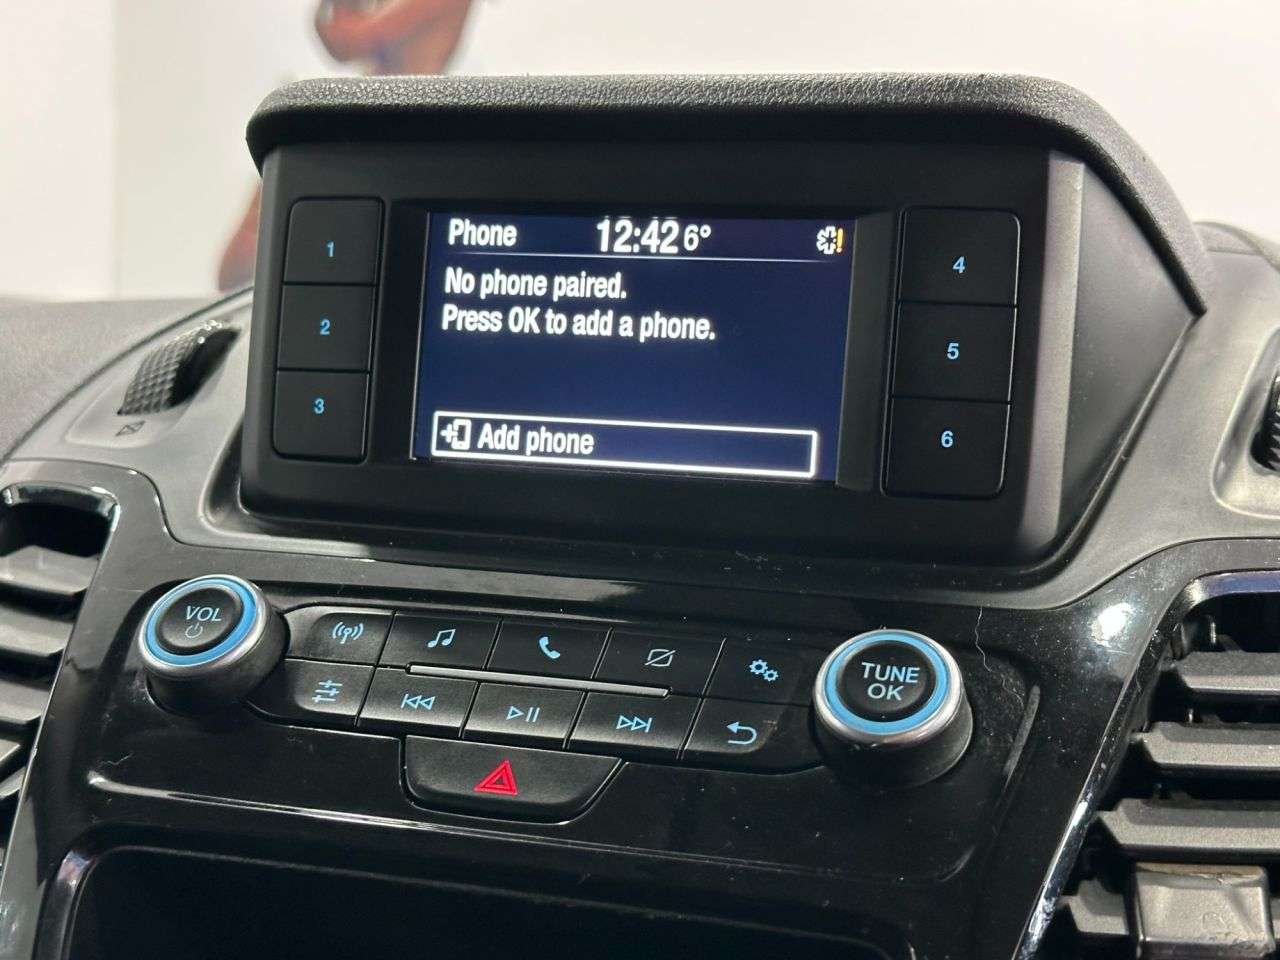 Phone 12:42 6°
No phone paired.
Press OK to add a phone.
Add phone
1
2
3
4
5
6
VOL
TUNE
OK